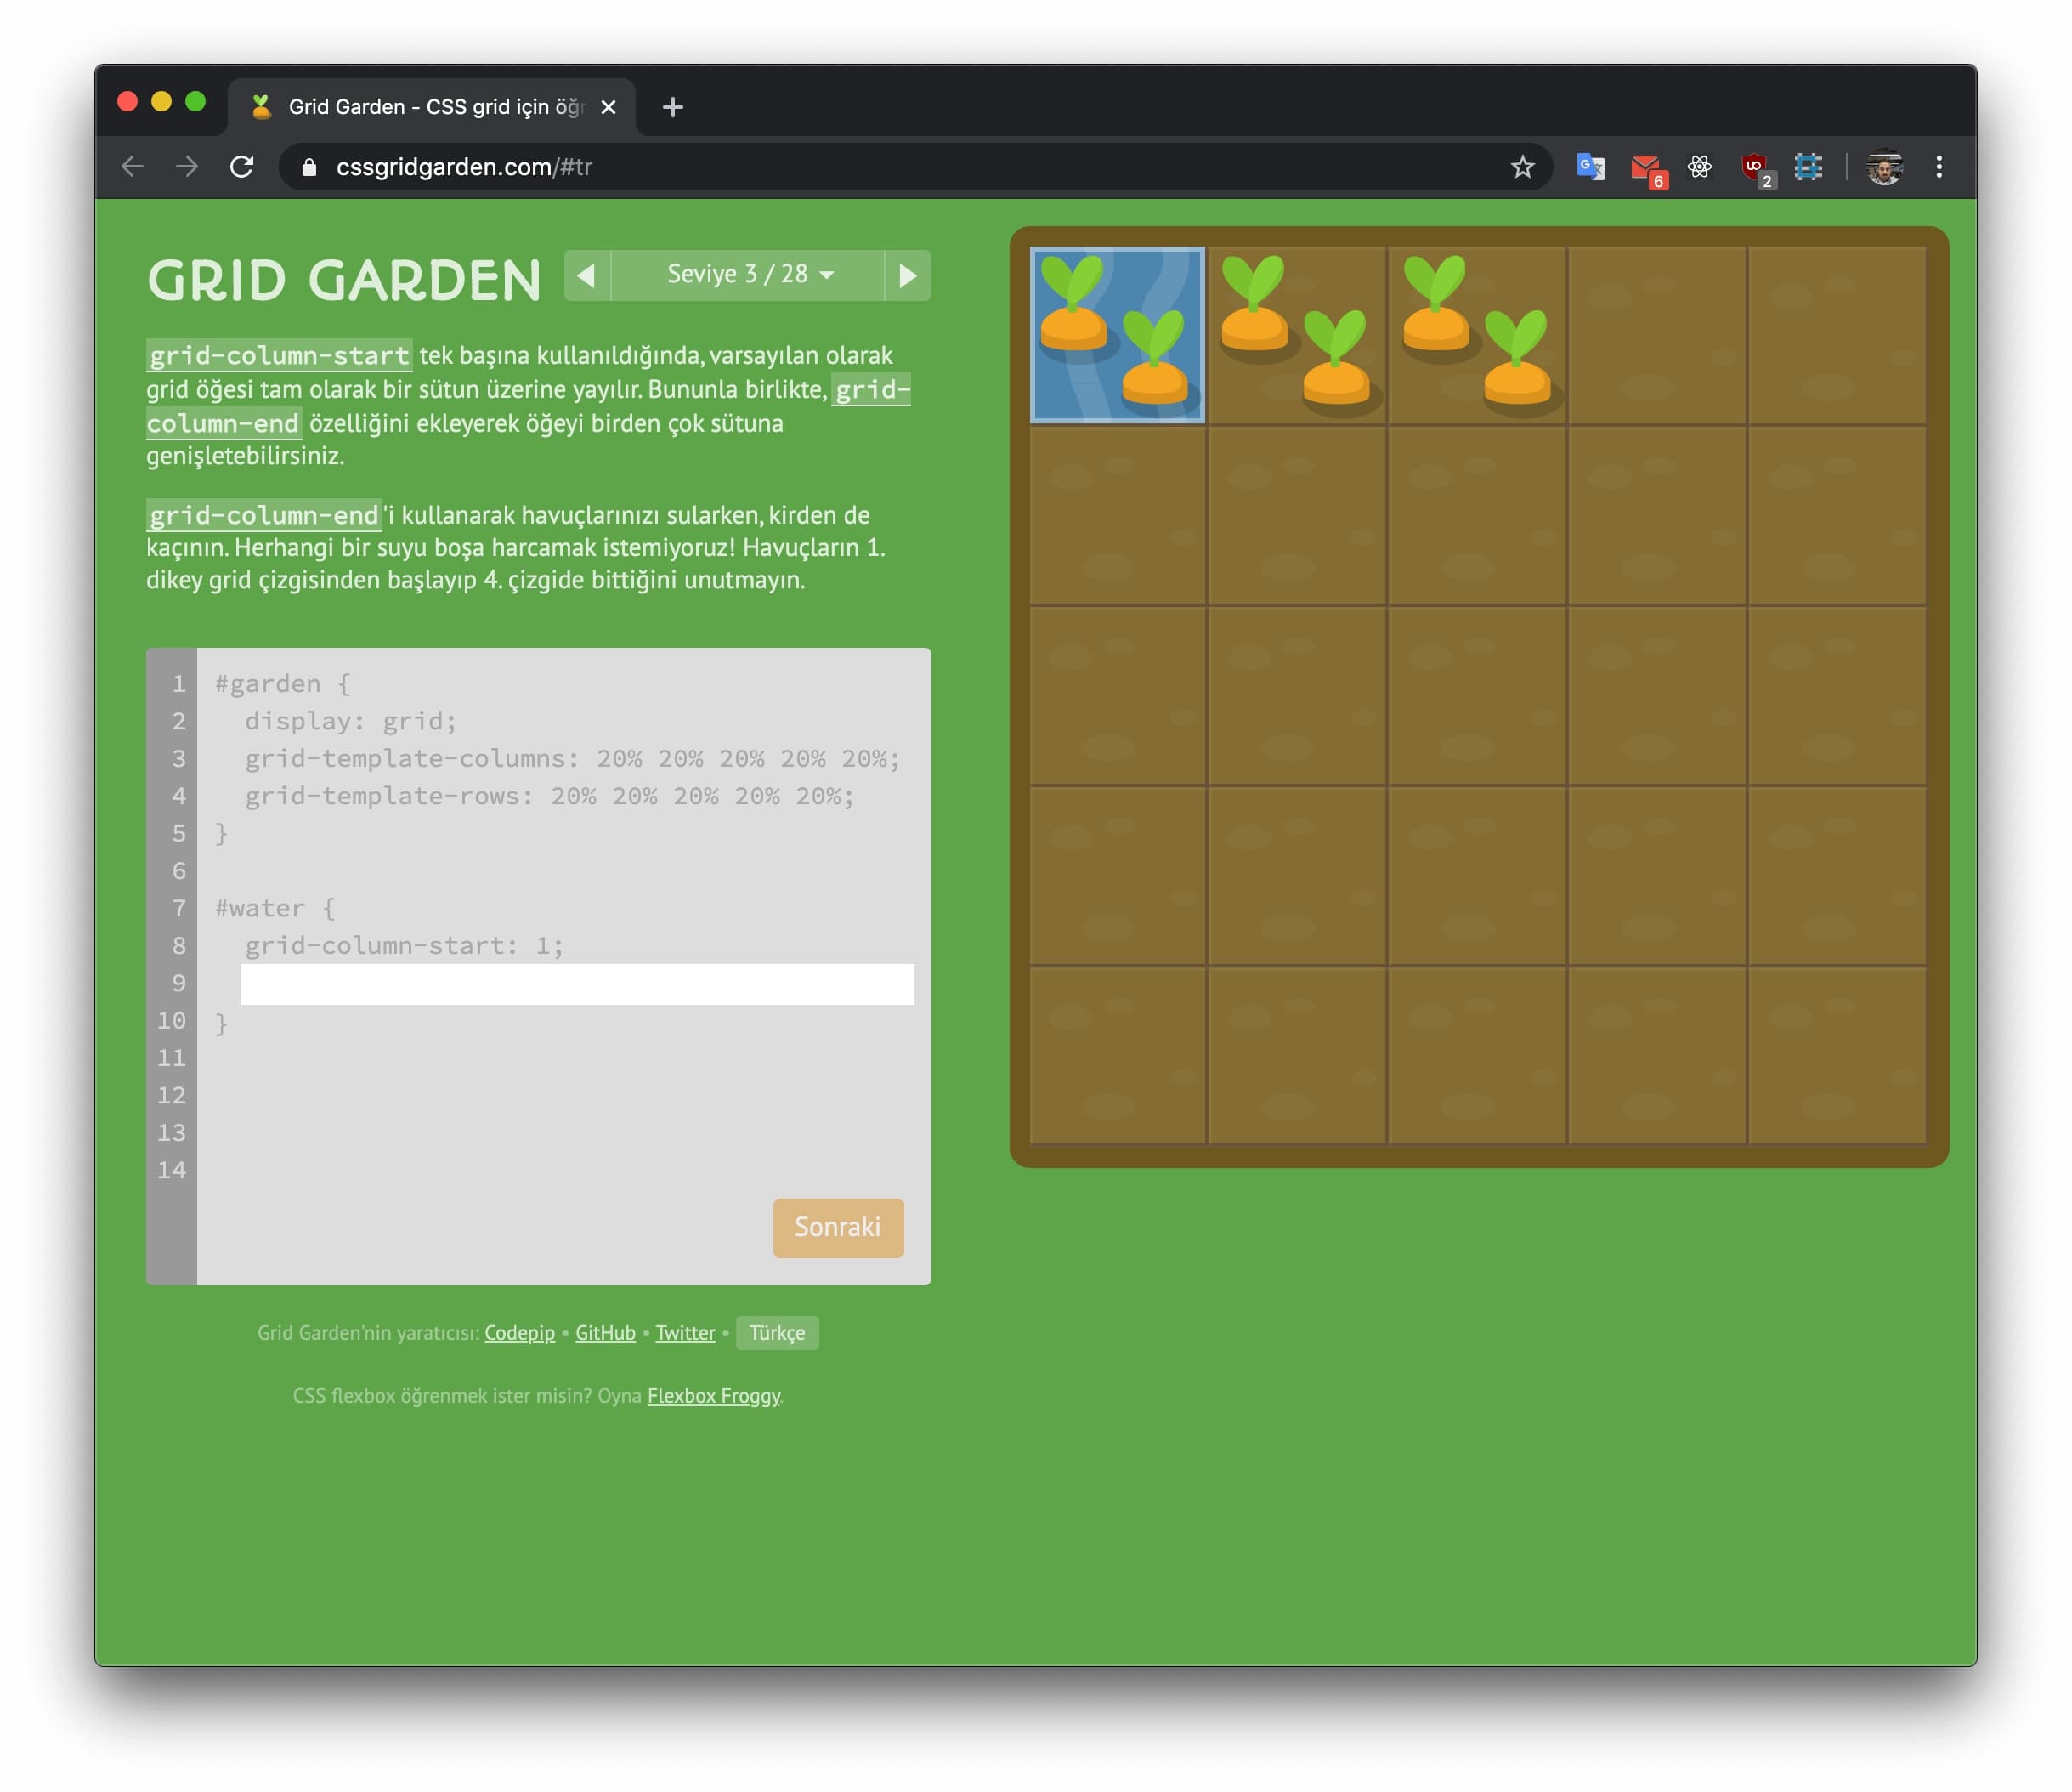 Grid Garden - CSS grid için öğr
cssgridgarden.com/#tr
6
2
GRID GARDEN
Seviye 3 / 28
grid-column-start tek başına kullanıldığında, varsayılan olarak
grid öğesi tam olarak bir sütun üzerine yayılır. Bununla birlikte, grid-
column-end özelliğini ekleyerek öğeyi birden çok sütuna
genişletebilirsiniz.
grid-column-end'i kullanarak havuçlarınızı sularken, kirden de
kaçının. Herhangi bir suyu boşa harcamak istemiyoruz! Havuçların 1.
dikey grid çizgisinden başlayıp 4. çizgide bittiğini unutmayın.
1 #garden {
2 display: grid;
3 grid-template-columns: 20% 20% 20% 20% 20%;
4 grid-template-rows: 20% 20% 20% 20% 20%;
5 }
6
7 #water {
8 grid-column-start: 1;
9
10 }
11
12
13
14
Sonraki
Grid Garden'nin yaratıcısı: Codepip • GitHub • Twitter • Türkçe
CSS flexbox öğrenmek ister misin? Oyna Flexbox Froggy.